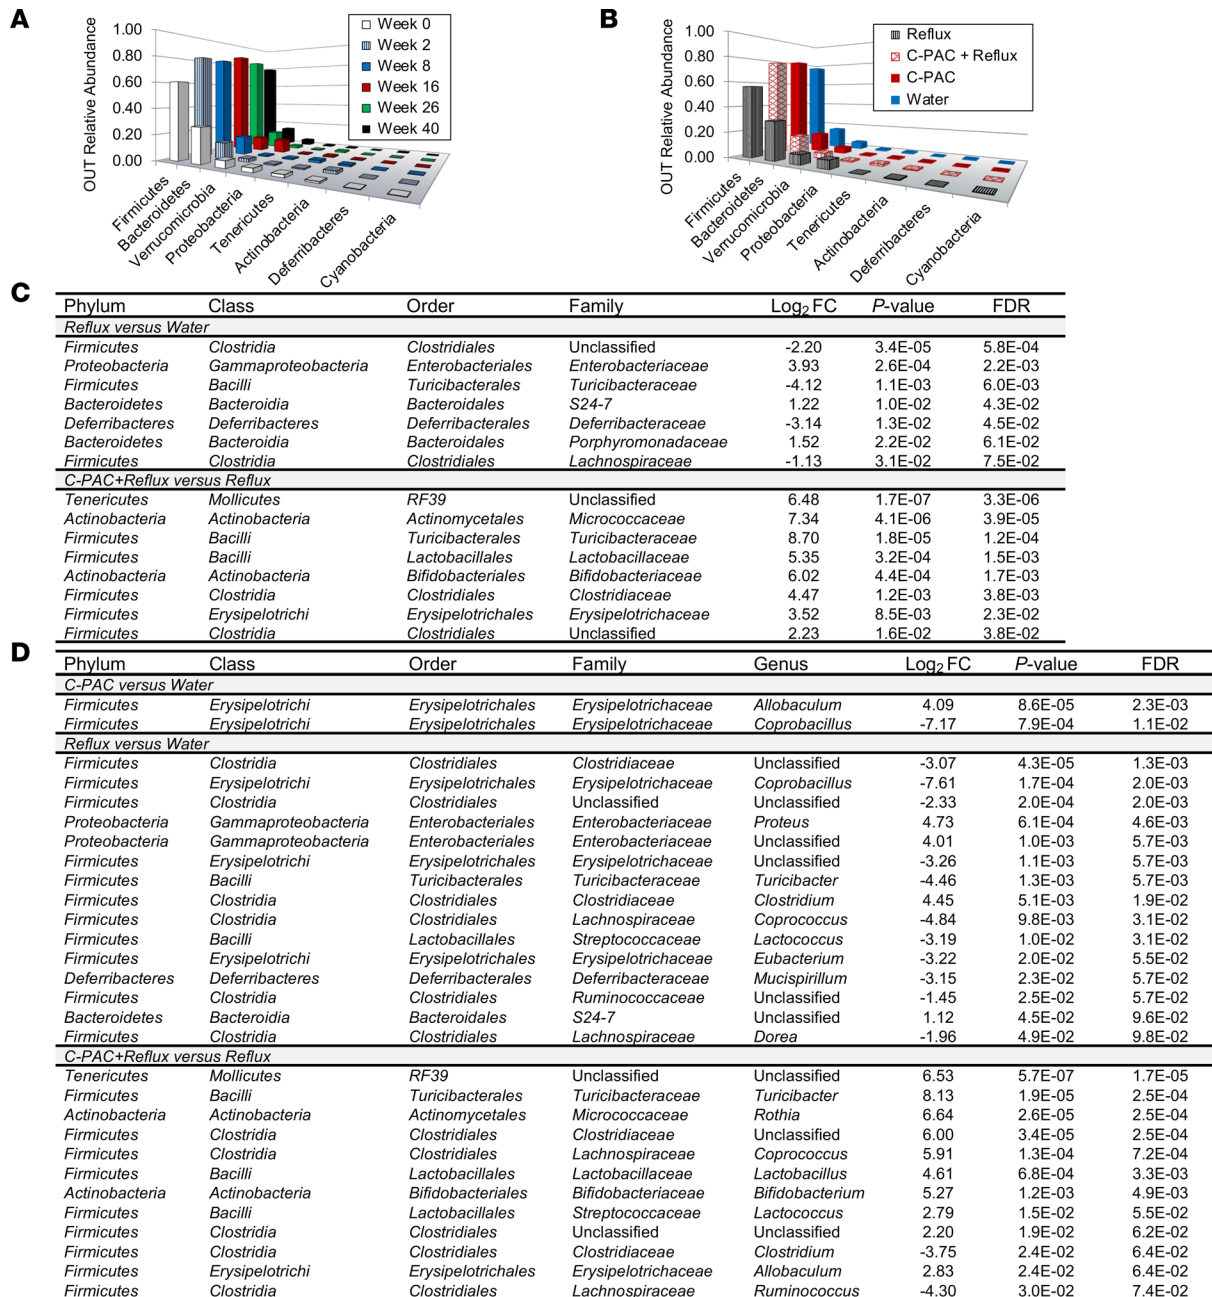 A
OUT Relative Abundance
1.00
0.80
0.60
0.40
0.20
0.00
Week 0
Week 2
Week 8
Week 16
Week 26
Week 40
Firmicutes
Bacteroidetes
Verrucomicrobia
Proteobacteria
Tenericutes
Actinobacteria
Deferribacteres
Cyanobacteria
B
OUT Relative Abundance
1.00
0.80
0.60
0.40
0.20
0.00
Reflux
C-PAC + Reflux
C-PAC
Water
Firmicutes
Bacteroidetes
Verrucomicrobia
Proteobacteria
Tenericutes
Actinobacteria
Deferribacteres
Cyanobacteria
C
Phylum Class Order Family Log2 FC P-value FDR
Reflux versus Water
Firmicutes Clostridia Clostridiales Unclassified -2.20 3.4E-05 5.8E-04
Proteobacteria Gammaproteobacteria Enterobacteriales Enterobacteriaceae 3.93 2.6E-04 2.2E-03
Firmicutes Bacilli Turicibacterales Turicibacteraceae -4.12 1.1E-03 6.0E-03
Bacteroidetes Bacteroidia Bacteroidales S24-7 1.22 1.0E-02 4.3E-02
Deferribacteres Deferribacteres Deferribacterales Deferribacteraceae -3.14 1.3E-02 4.5E-02
Bacteroidetes Bacteroidia Bacteroidales Porphyromonadaceae 1.52 2.2E-02 6.1E-02
Firmicutes Clostridia Clostridiales Lachnospiraceae -1.13 3.1E-02 7.5E-02
C-PAC+Reflux versus Reflux
Tenericutes Mollicutes RF39 Unclassified 6.48 1.7E-07 3.3E-06
Actinobacteria Actinobacteria Actinomycetales Micrococcaceae 7.34 4.1E-06 3.9E-05
Firmicutes Bacilli Turicibacterales Turicibacteraceae 8.70 1.8E-05 1.2E-04
Firmicutes Bacilli Lactobacillales Lactobacillaceae 5.35 3.2E-04 1.5E-03
Actinobacteria Actinobacteria Bifidobacteriales Bifidobacteriaceae 6.02 4.4E-04 1.7E-03
Firmicutes Clostridia Clostridiales Clostridiaceae 4.47 1.2E-03 3.8E-03
Firmicutes Erysipelotrichi Erysipelotrichales Erysipelotrichaceae 3.52 8.5E-03 2.3E-02
Firmicutes Clostridia Clostridiales Unclassified 2.23 1.6E-02 3.8E-02
D
Phylum Class Order Family Genus Log2 FC P-value FDR
C-PAC versus Water
Firmicutes Erysipelotrichi Erysipelotrichales Erysipelotrichaceae Allobaculum 4.09 8.6E-05 2.3E-03
Firmicutes Erysipelotrichi Erysipelotrichales Erysipelotrichaceae Coprobacillus -7.17 7.9E-04 1.1E-02
Reflux versus Water
Firmicutes Clostridia Clostridiales Clostridiaceae Unclassified -3.07 4.3E-05 1.3E-03
Firmicutes Erysipelotrichi Erysipelotrichales Erysipelotrichaceae Coprobacillus -7.61 1.7E-04 2.0E-03
Firmicutes Clostridia Clostridiales Unclassified Unclassified -2.33 2.0E-04 2.0E-03
Proteobacteria Gammaproteobacteria Enterobacteriales Enterobacteriaceae Proteus 4.73 6.1E-04 4.6E-03
Proteobacteria Gammaproteobacteria Enterobacteriales Enterobacteriaceae Unclassified 4.01 1.0E-03 5.7E-03
Firmicutes Erysipelotrichi Erysipelotrichales Erysipelotrichaceae Unclassified -3.26 1.1E-03 5.7E-03
Firmicutes Bacilli Turicibacterales Turicibacteraceae Turicibacter -4.46 1.3E-03 5.7E-03
Firmicutes Clostridia Clostridiales Clostridiaceae Clostridium 4.45 5.1E-03 1.9E-02
Firmicutes Clostridia Clostridiales Lachnospiraceae Coprococcus -4.84 9.8E-03 3.1E-02
Firmicutes Bacilli Lactobacillales Streptococcaceae Lactococcus -3.19 1.0E-02 3.1E-02
Firmicutes Erysipelotrichi Erysipelotrichales Erysipelotrichaceae Eubacterium -3.22 2.0E-02 5.5E-02
Deferribacteres Deferribacteres Deferribacterales Deferribacteraceae Mucispirillum -3.15 2.3E-02 5.7E-02
Firmicutes Clostridia Clostridiales Ruminococcaceae Unclassified -1.45 2.5E-02 5.7E-02
Bacteroidetes Bacteroidia Bacteroidales S24-7 Unclassified 1.12 4.5E-02 9.6E-02
Firmicutes Clostridia Clostridiales Lachnospiraceae Dorea -1.96 4.9E-02 9.8E-02
C-PAC+Reflux versus Reflux
Tenericutes Mollicutes RF39 Unclassified Unclassified 6.53 5.7E-07 1.7E-05
Firmicutes Bacilli Turicibacterales Turicibacteraceae Turicibacter 8.13 1.9E-05 2.5E-04
Actinobacteria Actinobacteria Actinomycetales Micrococcaceae Rothia 6.64 2.6E-05 2.5E-04
Firmicutes Clostridia Clostridiales Clostridiaceae Unclassified 6.00 3.4E-05 2.5E-04
Firmicutes Clostridia Clostridiales Lachnospiraceae Coprococcus 5.91 1.3E-04 7.2E-04
Firmicutes Bacilli Lactobacillales Lactobacillaceae Lactobacillus 4.61 6.8E-04 3.3E-03
Actinobacteria Actinobacteria Bifidobacteriales Bifidobacteriaceae Bifidobacterium 5.27 1.2E-03 4.9E-03
Firmicutes Bacilli Lactobacillales Streptococcaceae Lactococcus 2.79 1.5E-02 5.5E-02
Firmicutes Clostridia Clostridiales Unclassified Unclassified 2.20 1.9E-02 6.2E-02
Firmicutes Clostridia Clostridiales Clostridiaceae Clostridium -3.75 2.4E-02 6.4E-02
Firmicutes Erysipelotrichi Erysipelotrichales Erysipelotrichaceae Allobaculum 2.83 2.4E-02 6.4E-02
Firmicutes Clostridia Clostridiales Lachnospiraceae Ruminococcus -4.30 3.0E-02 7.4E-02